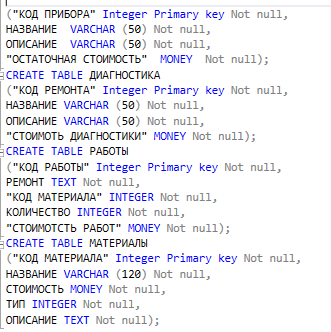 ("КОД ПРИБОРА" Integer Primary key Not null,
НАЗВАНИЕ VARCHAR (50) Not null,
ОПИСАНИЕ VARCHAR (50) Not null,
"ОСТАТОЧНАЯ СТОИМОСТЬ" MONEY Not null);
CREATE TABLE ДИАГНОСТИКА
("КОД РЕМОНТА" Integer Primary key Not null,
НАЗВАНИЕ VARCHAR (50) Not null,
ОПИСАНИЕ VARCHAR (50) Not null,
"СТОИМОТЬ ДИАГНОСТИКИ" MONEY Not null);
CREATE TABLE РАБОТЫ
("КОД РАБОТЫ" Integer Primary key Not null,
РЕМОНТ TEXT Not null,
"КОД МАТЕРИАЛА" INTEGER Not null,
КОЛИЧЕСТВО INTEGER Not null,
"СТОИМОТСТЬ РАБОТ" MONEY Not null);
CREATE TABLE МАТЕРИАЛЫ
("КОД МАТЕРИАЛА" Integer Primary key Not null,
НАЗВАНИЕ VARCHAR (120) Not null,
СТОИМОСТЬ MONEY Not null,
ТИП INTEGER Not null,
ОПИСАНИЕ TEXT Not null);